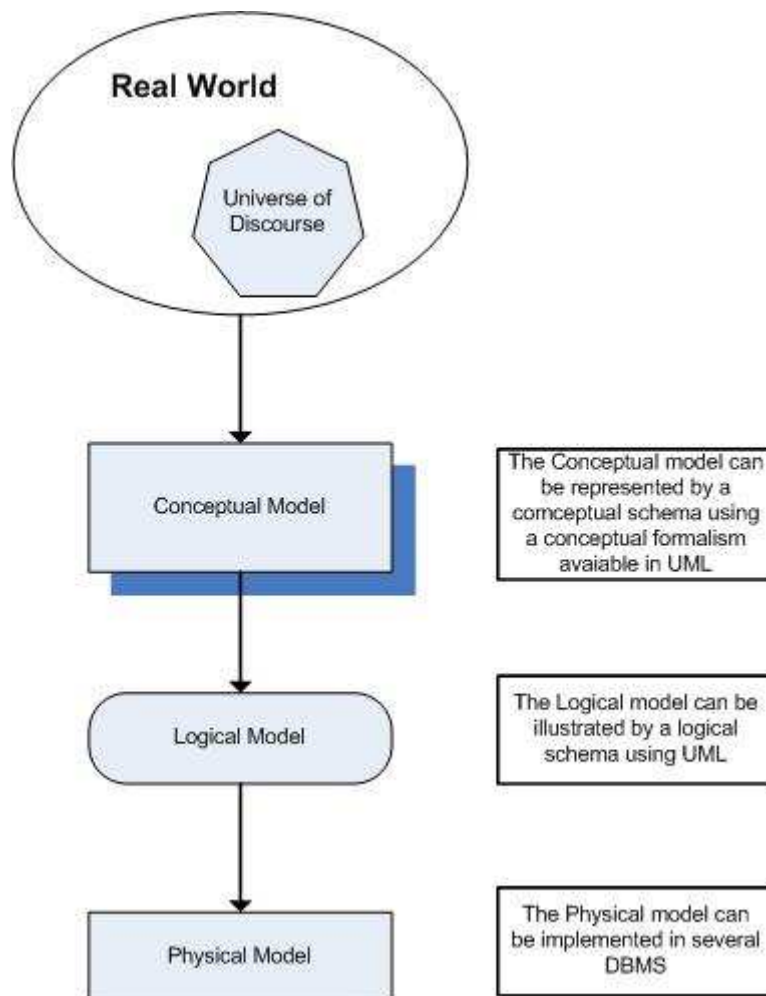 Real World
Universe of
Discourse
Conceptual Model
The Conceptual model can
be represented by a
comceptual schema using
a conceptual formalism
avaiable in UML
Logical Model
The Logical model can be
illustrated by a logical
schema using UML
Physical Model
The Physical model can
be implemented in several
DBMS